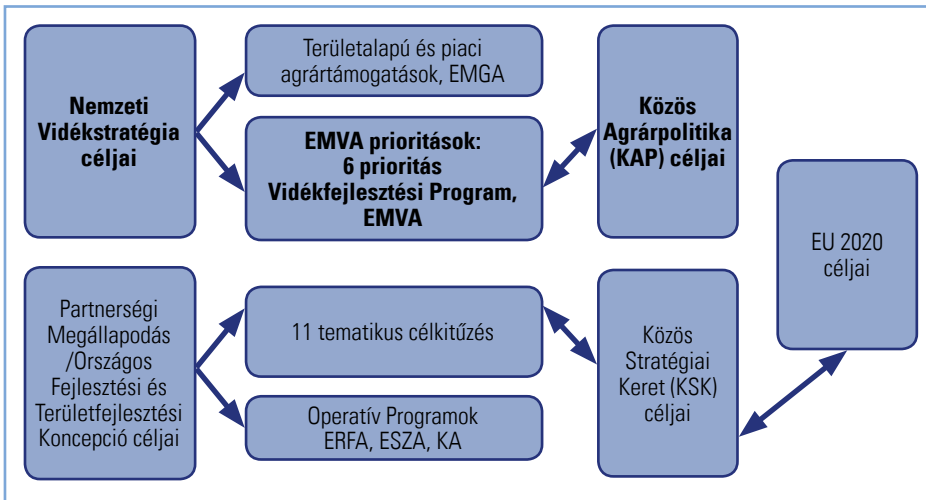 Nemzeti
Vidékstratégia
céljai
Területalapú és piaci
agrártámogatások, EMGA
EMVA prioritások:
6 prioritás
Vidékfejlesztési Program,
EMVA
Közös
Agrárpolitika
(KAP) céljai
EU 2020
céljai
Partnerségi
Megállapodás
/Országos
Fejlesztési és
Területfejlesztési
Koncepció céljai
11 tematikus célkitűzés
Operatív Programok
ERFA, ESZA, KA
Közös
Stratégiai
Keret (KSK)
céljai